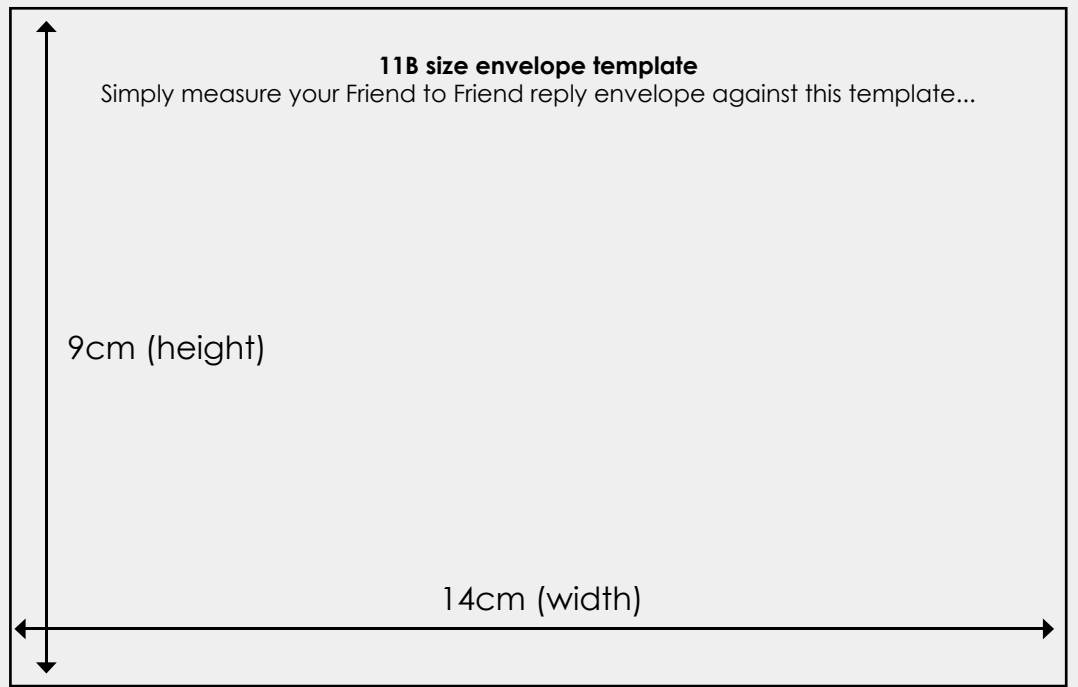 11B size envelope template
Simply measure your Friend to Friend reply envelope against this template...
9cm (height)
14cm (width)